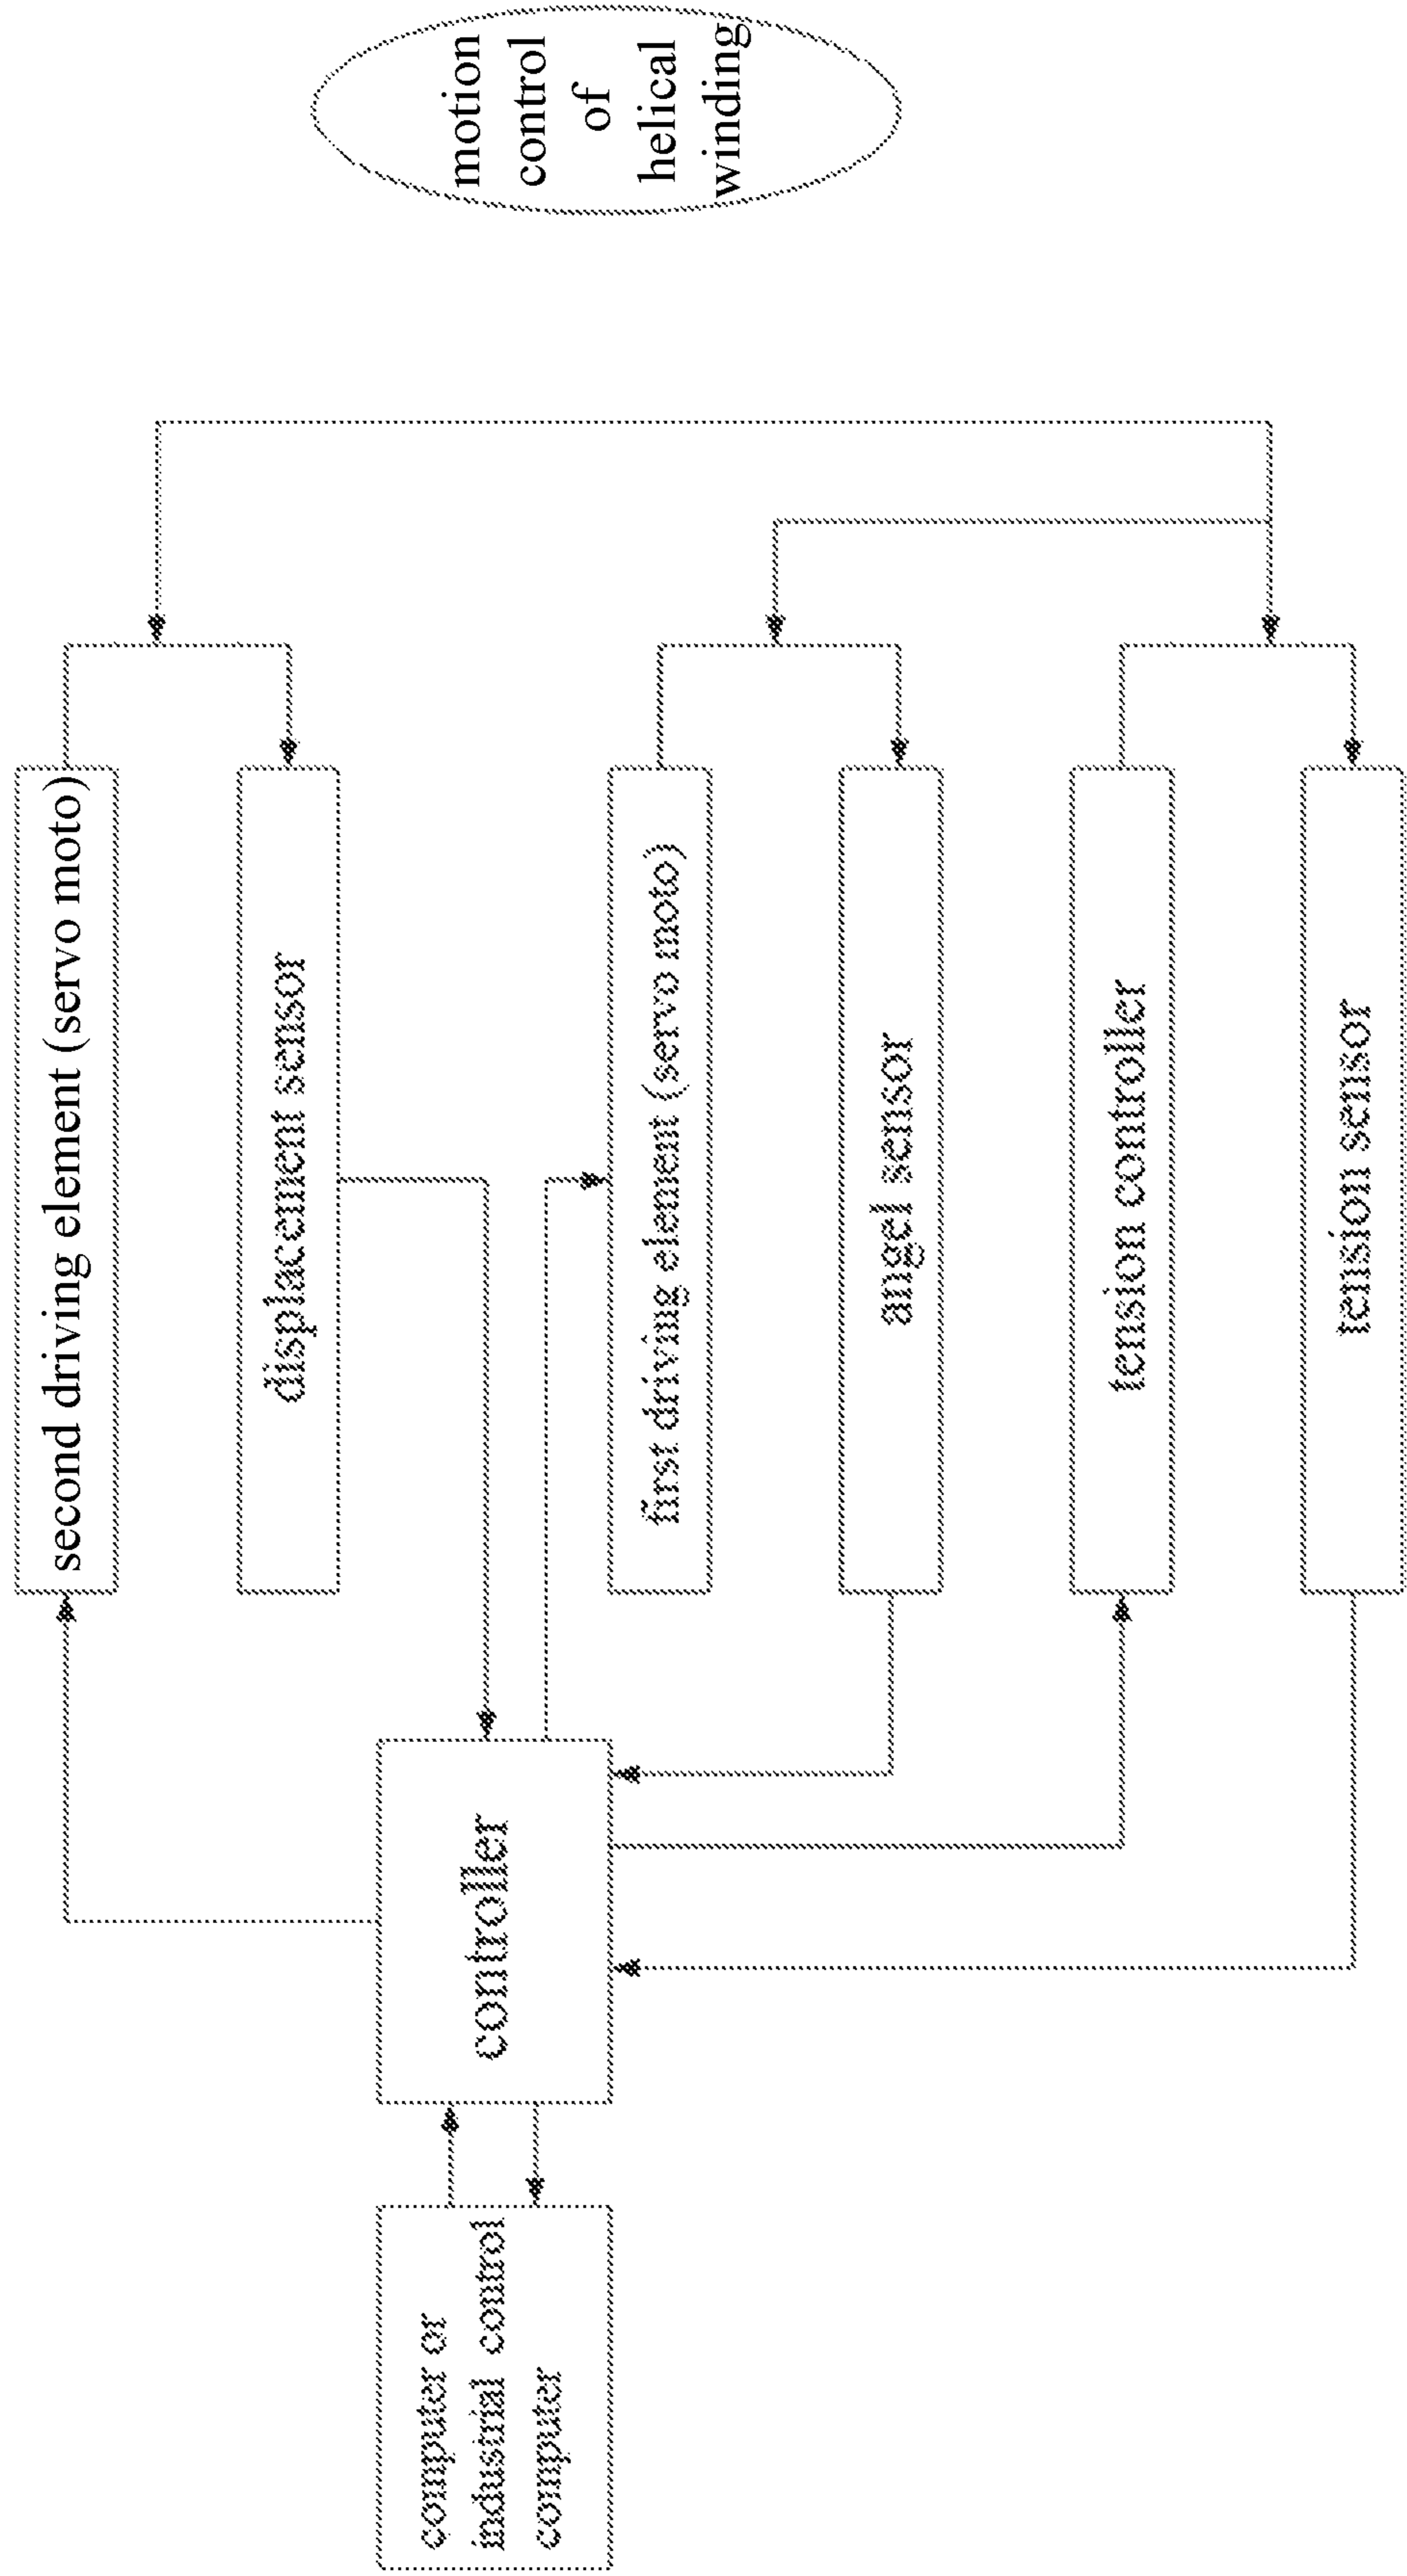 second driving element (servo moto)
displacement sensor
first driving element (servo moto)
angel sensor
tension controller
tension sensor
controller
computer or
industrial control
computer
motion
control
of
helical
winding